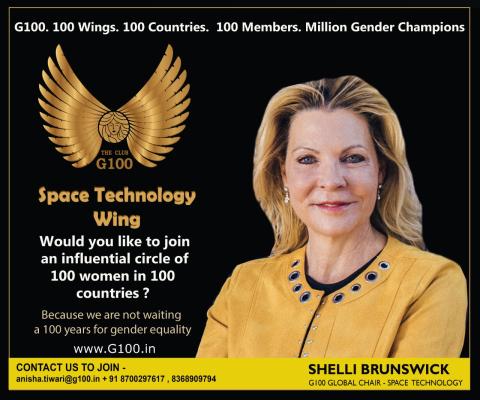 G100. 100 Wings. 100 Countries. 100 Members. Million Gender Champions
THE CLUB
G100
Space Technology
Wing
Would you like to join
an influential circle of
100 women in 100
countries ?
Because we are not waiting
a 100 years for gender equality
www.G100.in
CONTACT US TO JOIN -
anisha.tiwari@g100.in + 91 8700297617 , 8368909794
SHELLI BRUNSWICK
G100 GLOBAL CHAIR - SPACE TECHNOLOGY